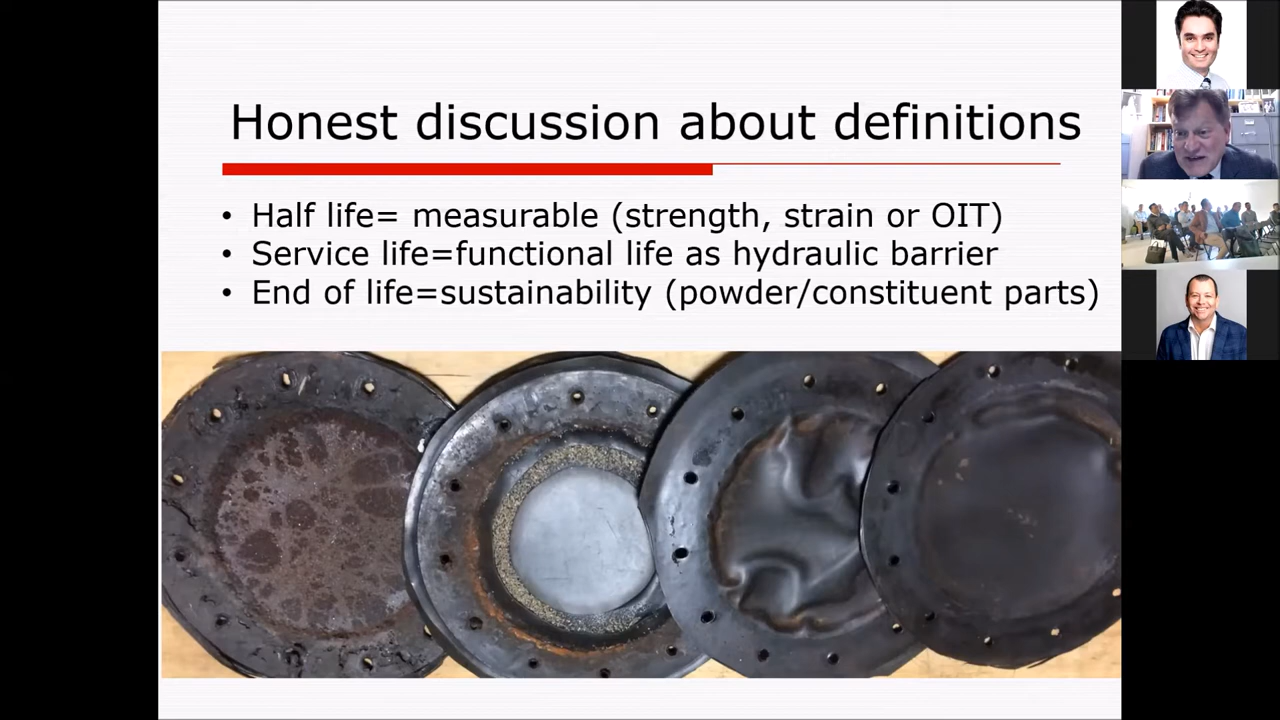 Honest discussion about definitions
• Half life= measurable (strength, strain or OIT)
• Service life=functional life as hydraulic barrier
• End of life=sustainability (powder/constituent parts)